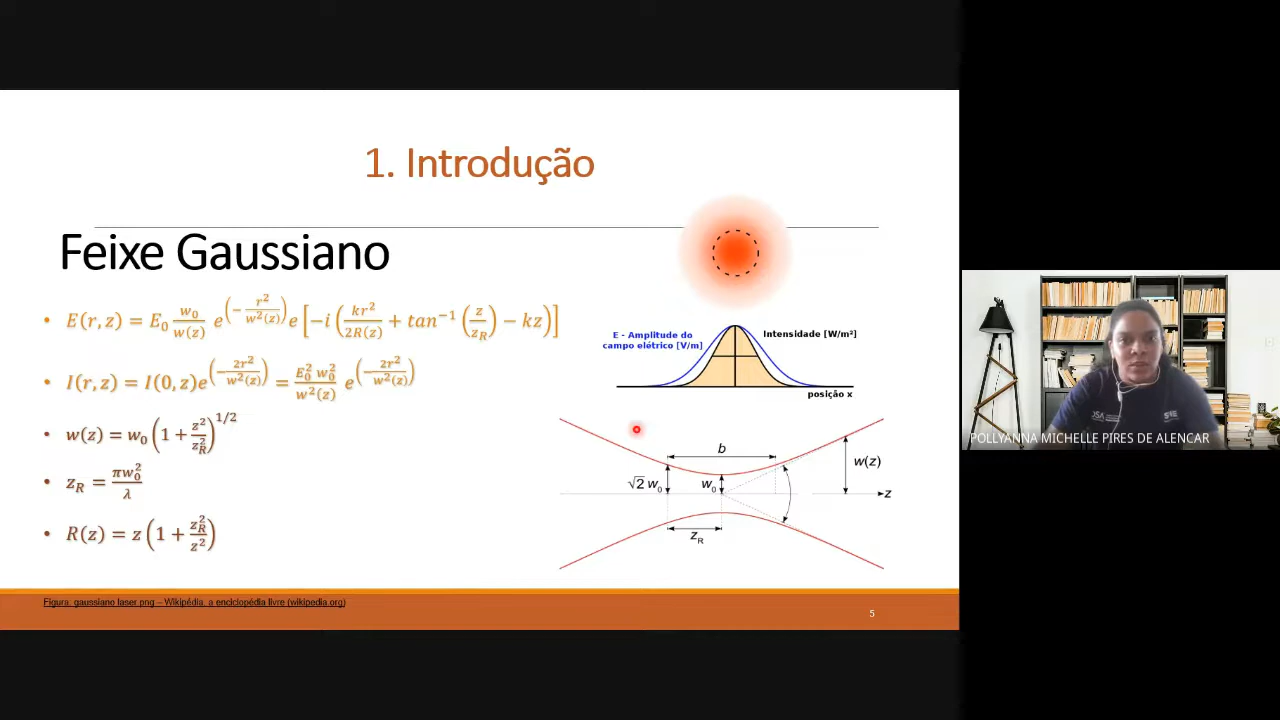 1. Introdução
Feixe Gaussiano
• E(r, z) = E₀ w₀/w(z) e^(− r²/w²(z)) e [−i (kr²/2R(z) + tan⁻¹ (z/z_R) − kz)]
• I(r, z) = I(0, z)e^(− 2r²/w²(z)) = E₀² w₀²/w²(z) e^(− 2r²/w²(z))
• w(z) = w₀ (1 + z²/z_R²)^1/2
• z_R = πw₀²/λ
• R(z) = z (1 + z_R²/z²)
E - Amplitude do
campo elétrico [V/m]
Intensidade [W/m²]
posição x
b
√2 w₀
w₀
w(z)
z
z_R
Figura: gaussiano laser.png – Wikipédia, a enciclopédia livre (wikipedia.org)
5
POLLYANNA MICHELLE PIRES DE ALENCAR